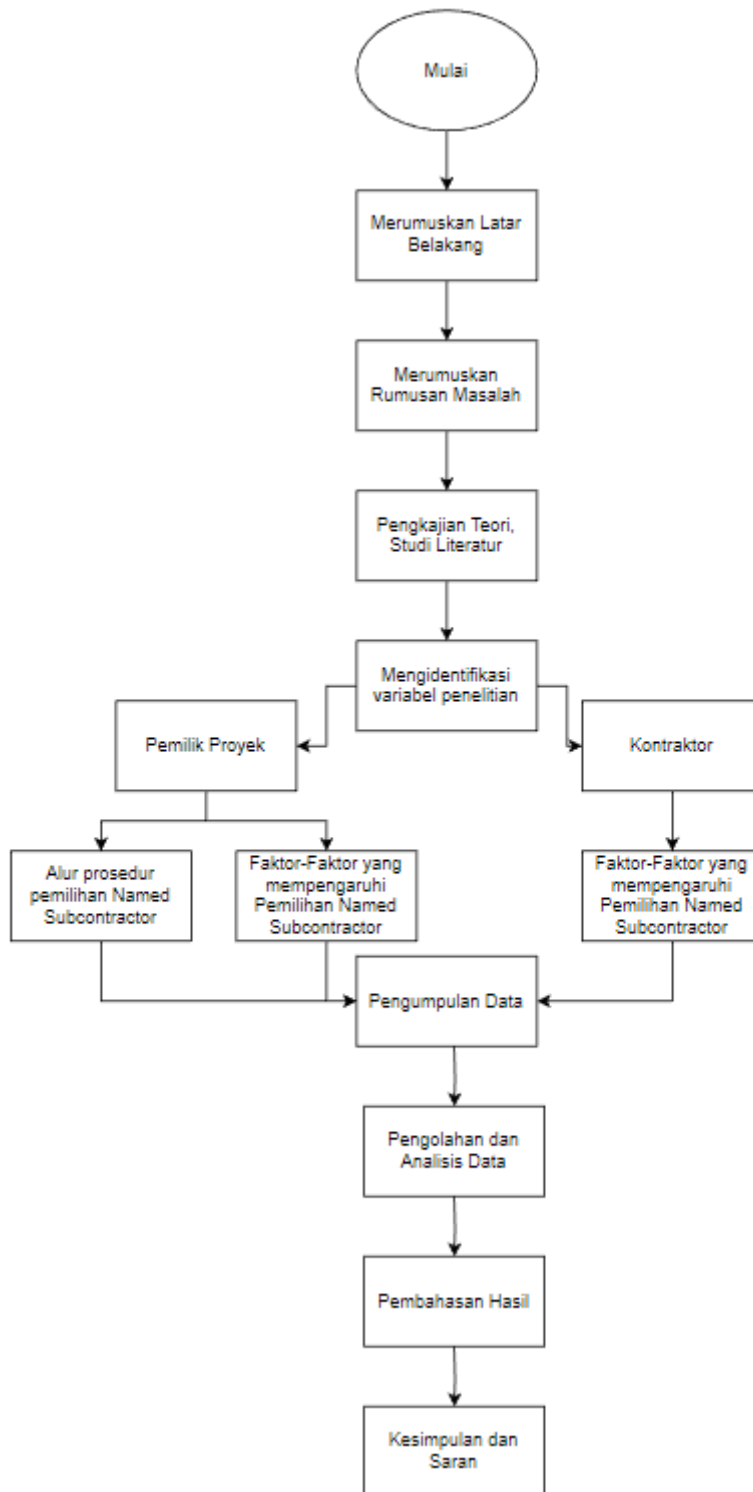 Mulai
Merumuskan Latar
Belakang
Merumuskan
Rumusan Masalah
Pengkajian Teori,
Studi Literatur
Mengidentifikasi
variabel penelitian
Pemilik Proyek
Kontraktor
Alur prosedur
pemilihan Named
Subcontractor
Faktor-Faktor yang
mempengaruhi
Pemilihan Named
Subcontractor
Faktor-Faktor yang
mempengaruhi
Pemilihan Named
Subcontractor
Pengumpulan Data
Pengolahan dan
Analisis Data
Pembahasan Hasil
Kesimpulan dan
Saran